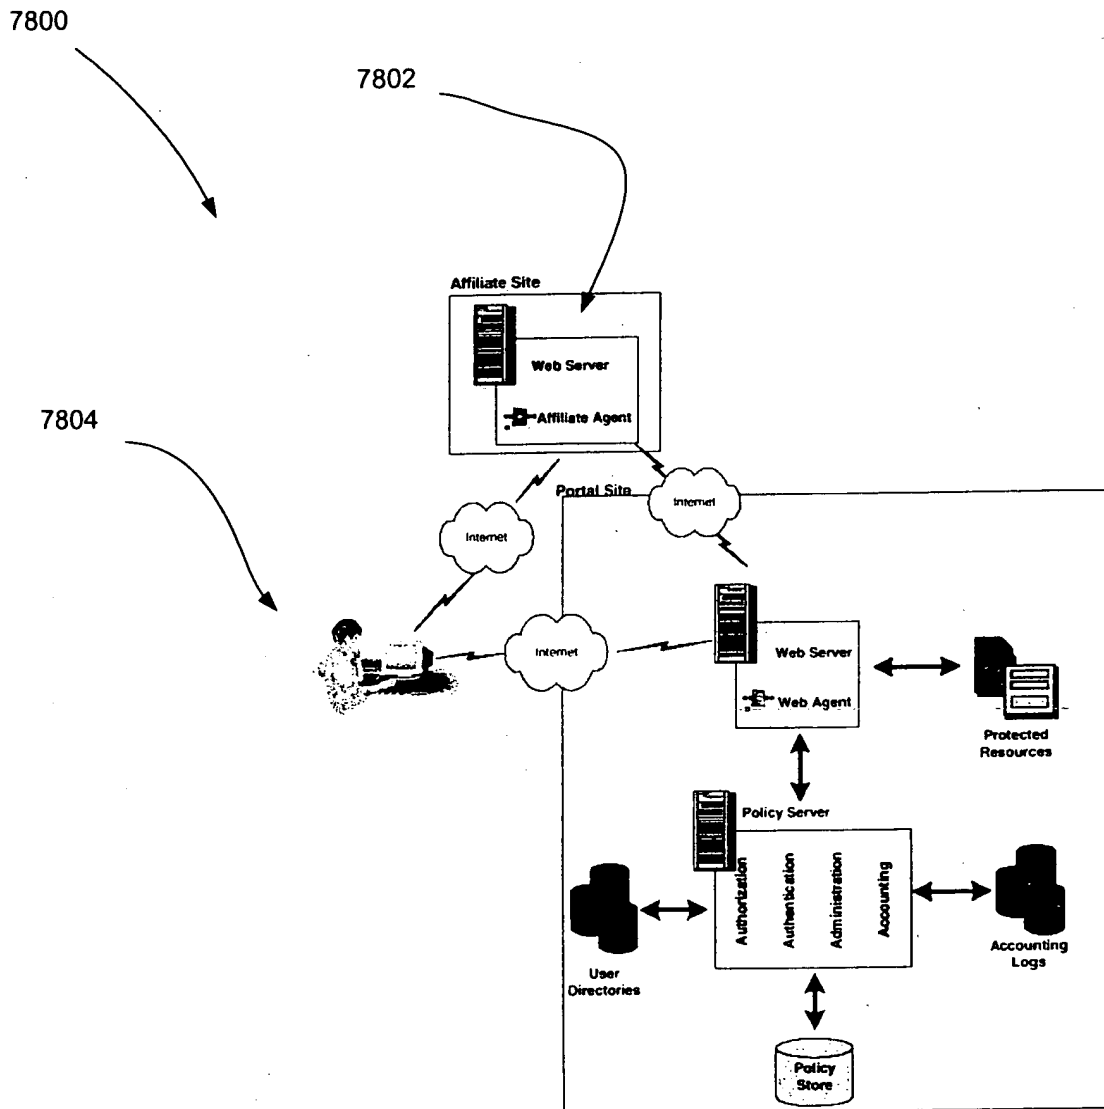 7800
7802
Affiliate Site
Web Server
7804
Affiliate Agent
Portal Site
Internet
Internet
Internet
Web Server
Web Agent
Protected
Resources
Policy Server
Authorization
Authentication
Administration
Accounting
User
Directories
Accounting
Logs
Policy
Store